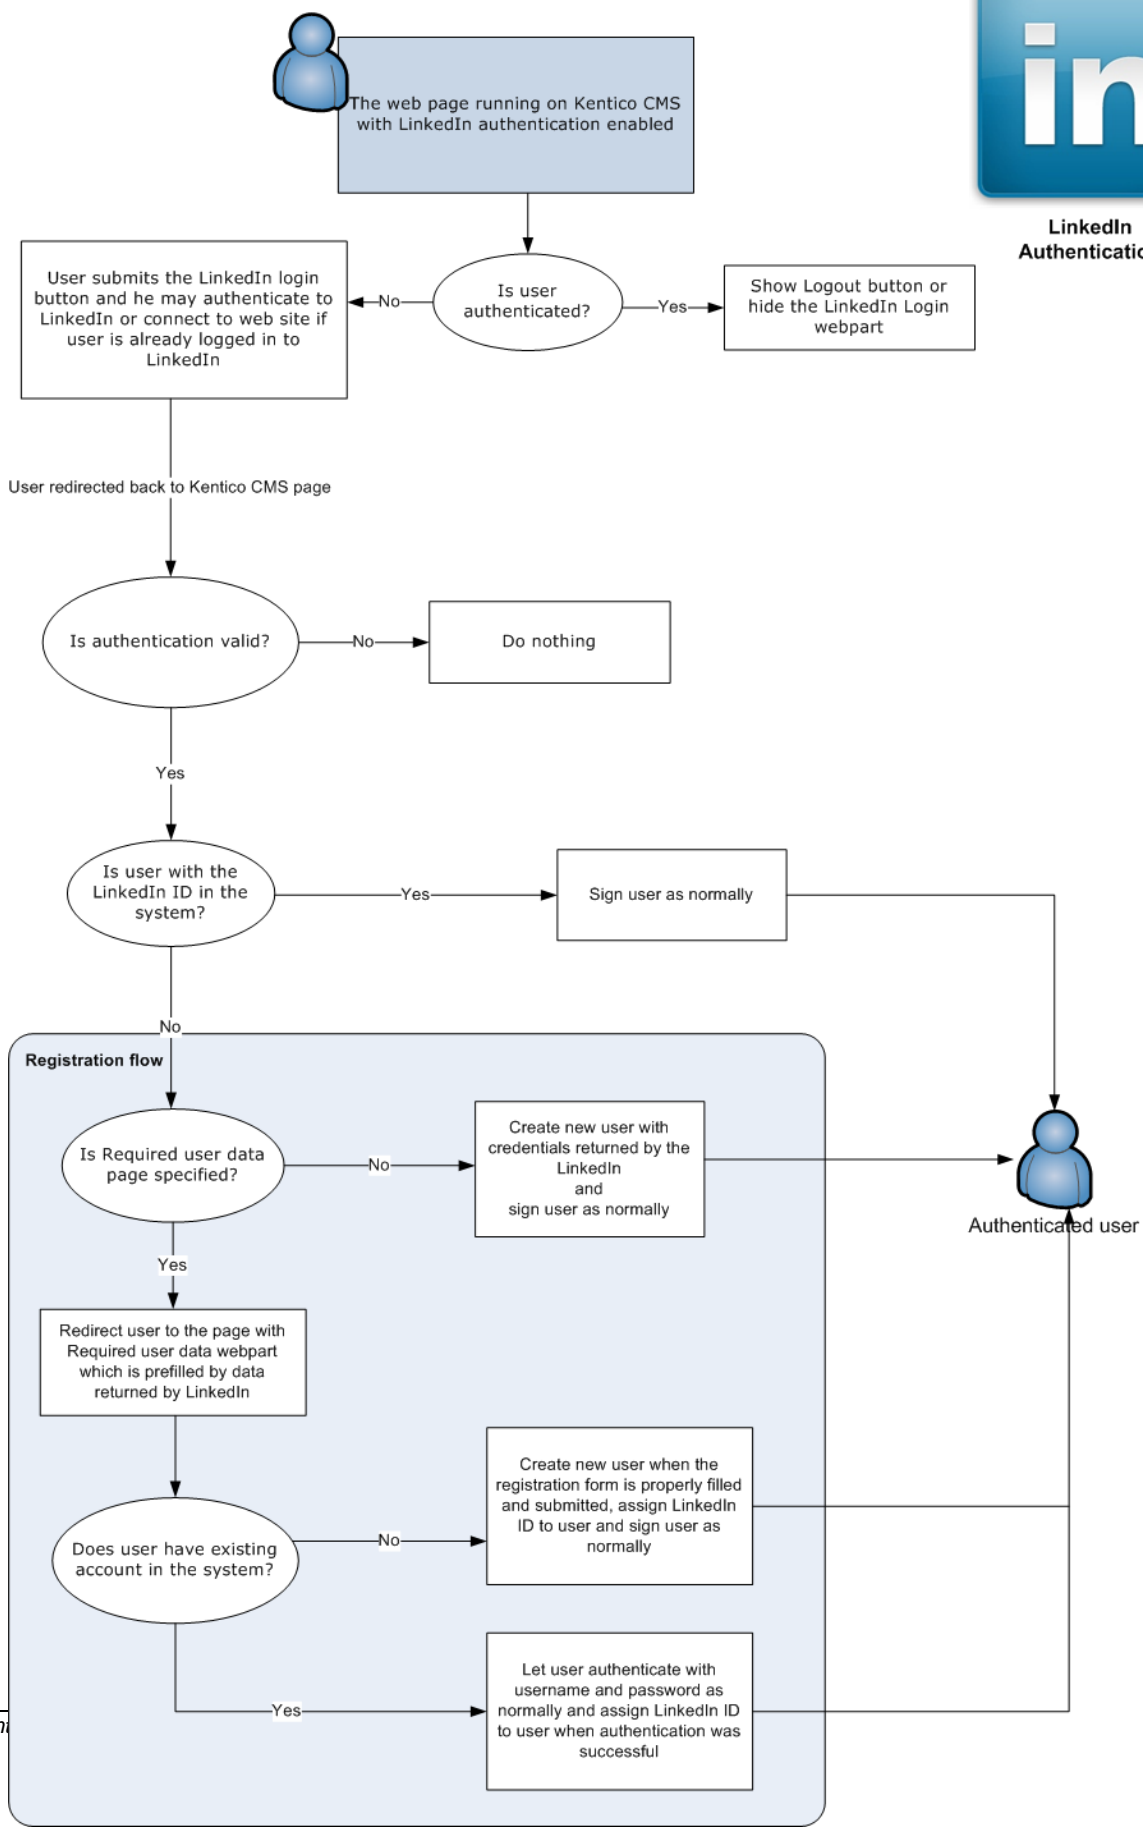 The web page running on Kentico CMS
with LinkedIn authentication enabled
in
LinkedIn
User submits the LinkedIn login
button and he may authenticate to
LinkedIn or connect to web site if
user is already logged in to
LinkedIn
No
Is user
authenticated?
Yes
Show Logout button or
hide the LinkedIn Login
webpart
User redirected back to Kentico CMS page
Is authentication valid?
No
Do nothing
Yes
Is user with the
LinkedIn ID in the
system?
Yes
Sign user as normally
No
Registration flow
Is Required user data
page specified?
No
Create new user with
credentials returned by the
LinkedIn
and
sign user as normally
Authenticated user
Yes
Redirect user to the page with
Required user data webpart
which is prefilled by data
returned by LinkedIn
Does user have existing
account in the system?
No
Create new user when the
registration form is properly filled
and submitted, assign LinkedIn
ID to user and sign user as
normally
Yes
Let user authenticate with
username and password as
normally and assign LinkedIn ID
to user when authentication was
successful